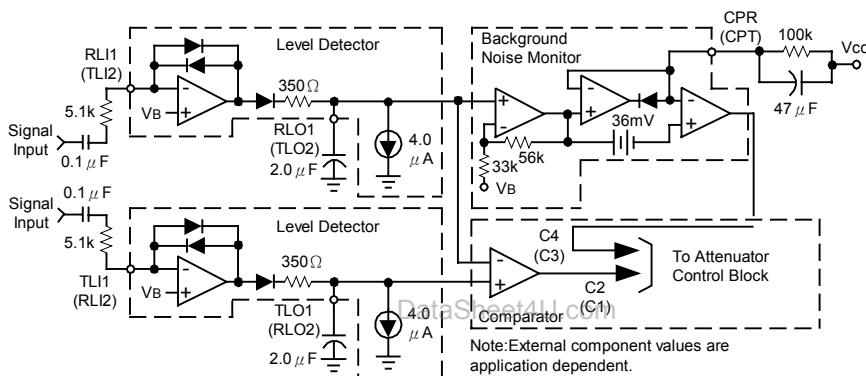 Level Detector
Background
Noise Monitor
CPR
(CPT)
100k
Vcc
47 μF
RLI1
(TLI2)
5.1k
VB
350Ω
Signal
Input
0.1 μF
RLO1
(TLO2)
2.0 μF
4.0
μA
36mV
56k
33k
VB
0.1 μF
Signal
Input
5.1k
Level Detector
350Ω
TLI1
(RLI2)
VB
TLO1
(RLO2)
2.0 μF
4.0
μA
C4
(C3)
To Attenuator
Control Block
C2
(C1)
DataSheet4U.com
Comparator
Note:External component values are
application dependent.
+
-
+
-
+
-
+
-
+
-
+
-